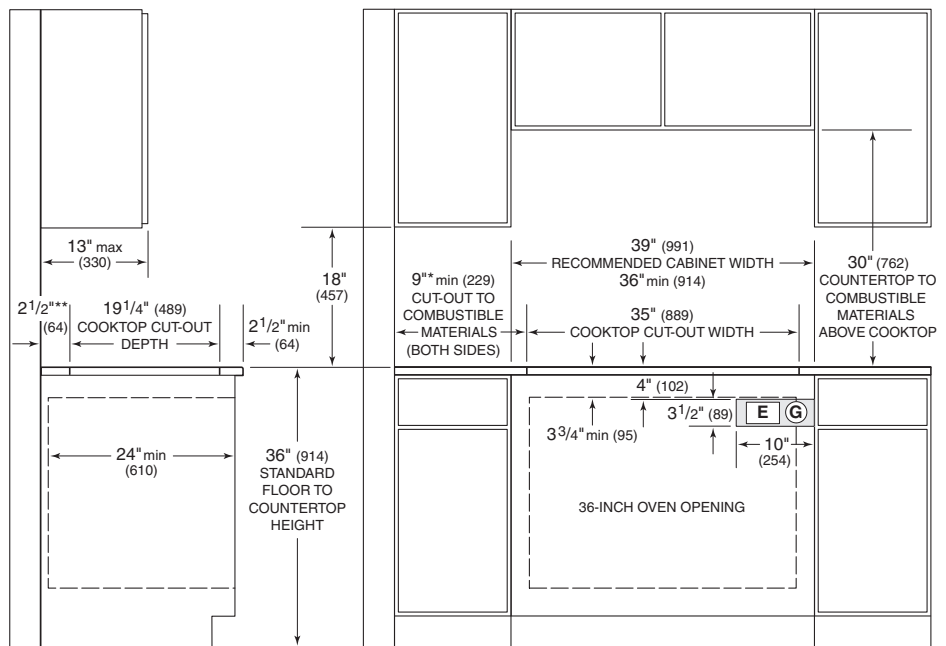 13" max
(330)
2 1/2"**
(64)
19 1/4" (489)
COOKTOP CUT-OUT
DEPTH
2 1/2" min
(64)
18"
(457)
9"* min (229)
CUT-OUT TO
COMBUSTIBLE
MATERIALS
(BOTH SIDES)
39" (991)
RECOMMENDED CABINET WIDTH
36" min (914)
35" (889)
COOKTOP CUT-OUT WIDTH
30" (762)
COUNTERTOP TO
COMBUSTIBLE
MATERIALS
ABOVE COOKTOP
24" min
(610)
36" (914)
STANDARD
FLOOR TO
COUNTERTOP
HEIGHT
4" (102)
3 1/2" (89)
E G
3 3/4" min (95)
10"
(254)
36-INCH OVEN OPENING